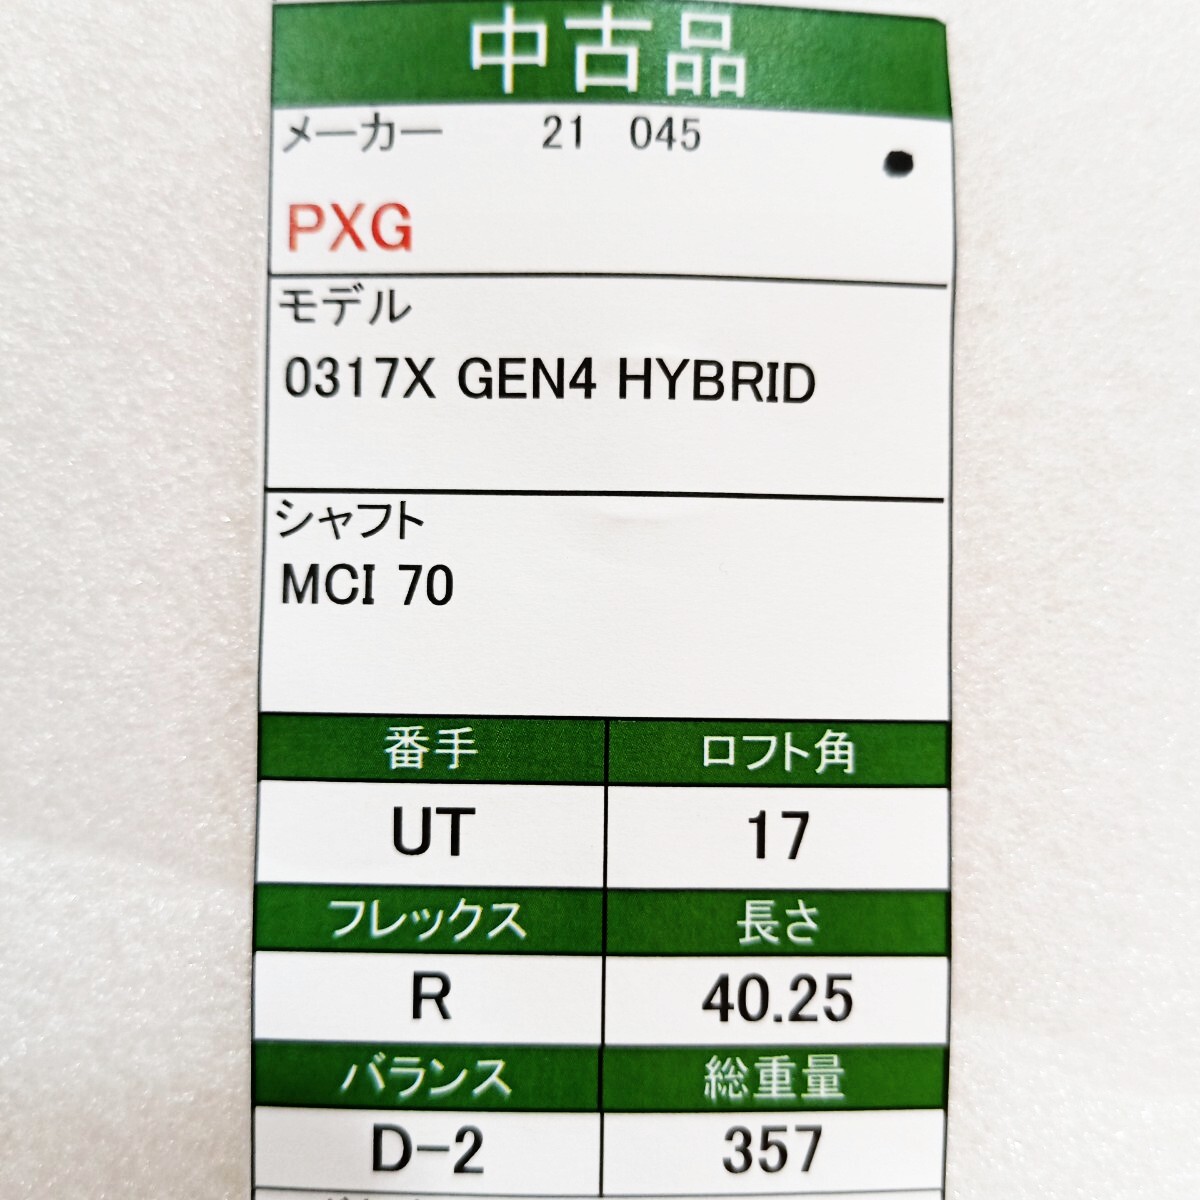 中古品
メーカー 21 045
PXG
モデル
0317X GEN4 HYBRID
シャフト
MCI 70
番手 ロフト角
UT 17
フレックス 長さ
R 40.25
バランス 総重量
D-2 357